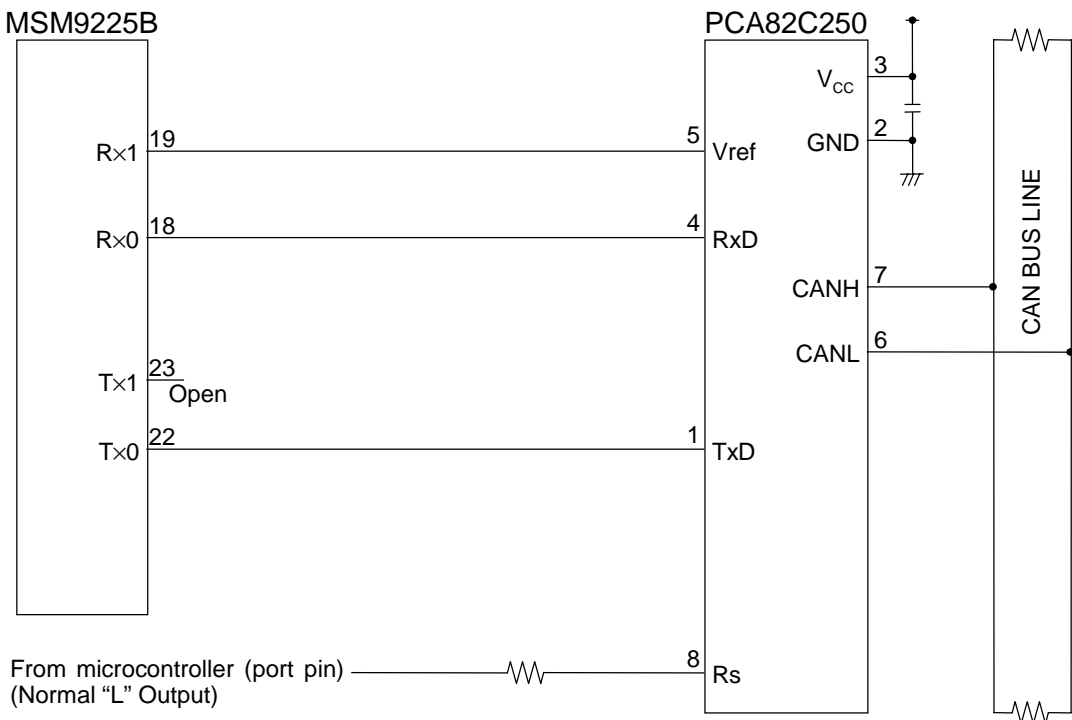 MSM9225B
PCA82C250
R×1
19
R×0
18
T×1
23
Open
T×0
22
5
Vref
4
RxD
1
TxD
8
Rs
VCC
3
GND
2
CANH
7
CANL
6
CAN BUS LINE
From microcontroller (port pin)
(Normal “L” Output)